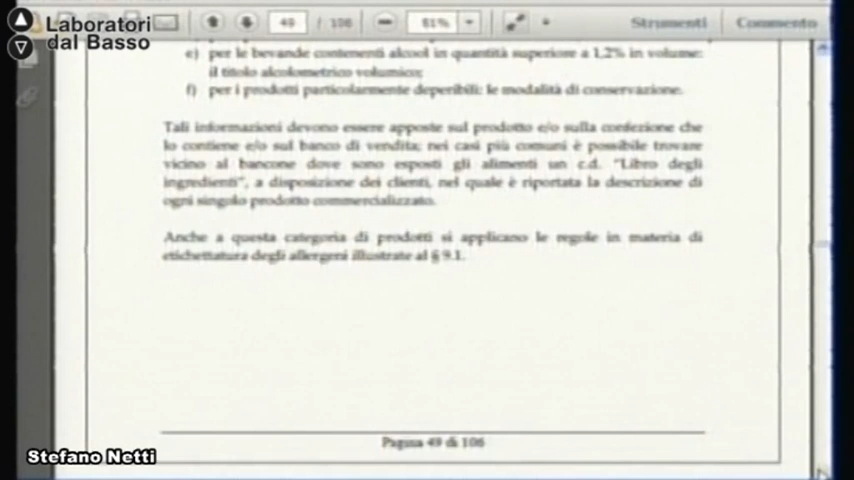 Laboratori
dal Basso
49 / 106
81%
Strumenti
Commento
e) per le bevande contenenti alcool in quantità superiore a 1,2% in volume:
il titolo alcolometrico volumico;
f) per i prodotti particolarmente deperibili: le modalità di conservazione.
Tali informazioni devono essere apposte sul prodotto e/o sulla confezione che
lo contiene e/o sul banco di vendita; nei casi più comuni è possibile trovare
vicino al bancone dove sono esposti gli alimenti un c.d. "Libro degli
ingredienti", a disposizione dei clienti, nel quale è riportata la descrizione di
ogni singolo prodotto commercializzato.
Anche a questa categoria di prodotti si applicano le regole in materia di
etichettatura degli allergeni illustrate al § 9.1.
Pagina 49 di 106
Stefano Netti